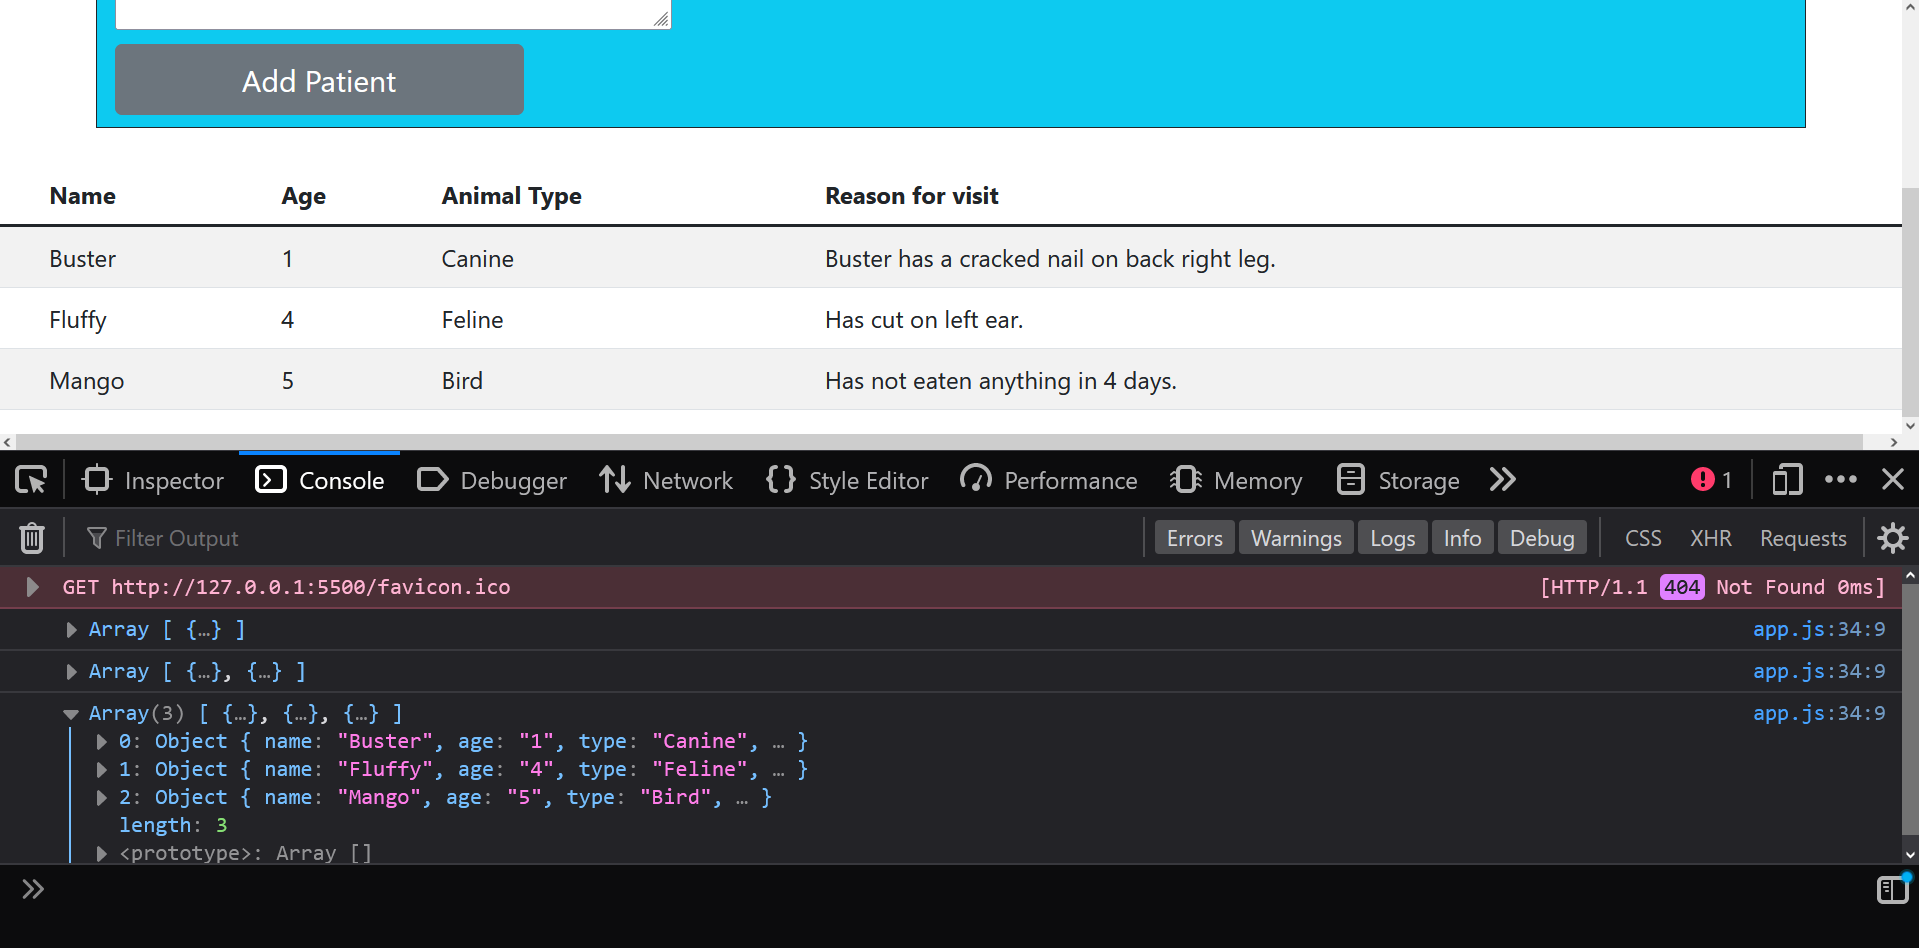 Add Patient
Name Age Animal Type Reason for visit
Buster 1 Canine Buster has a cracked nail on back right leg.
Fluffy 4 Feline Has cut on left ear.
Mango 5 Bird Has not eaten anything in 4 days.
Inspector Console Debugger Network Style Editor Performance Memory Storage 1
Filter Output Errors Warnings Logs Info Debug CSS XHR Requests
GET http://127.0.0.1:5500/favicon.ico [HTTP/1.1 404 Not Found 0ms]
Array [ {…} ] app.js:34:9
Array [ {…}, {…} ] app.js:34:9
Array(3) [ {…}, {…}, {…} ] app.js:34:9
0: Object { name: "Buster", age: "1", type: "Canine", … }
1: Object { name: "Fluffy", age: "4", type: "Feline", … }
2: Object { name: "Mango", age: "5", type: "Bird", … }
length: 3
<prototype>: Array []